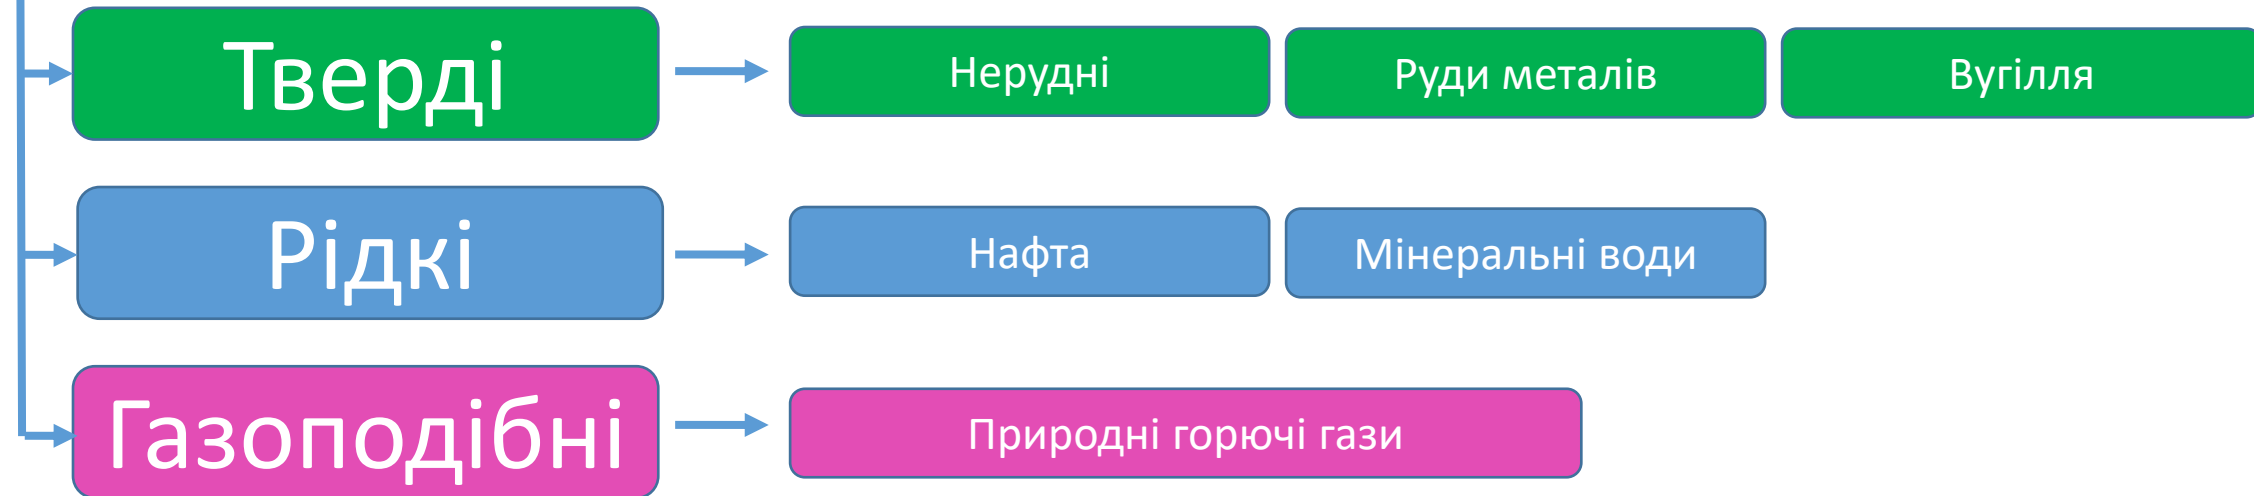 Тверді
Нерудні
Руди металів
Вугілля
Рідкі
Нафта
Мінеральні води
Газоподібні
Природні горючі гази